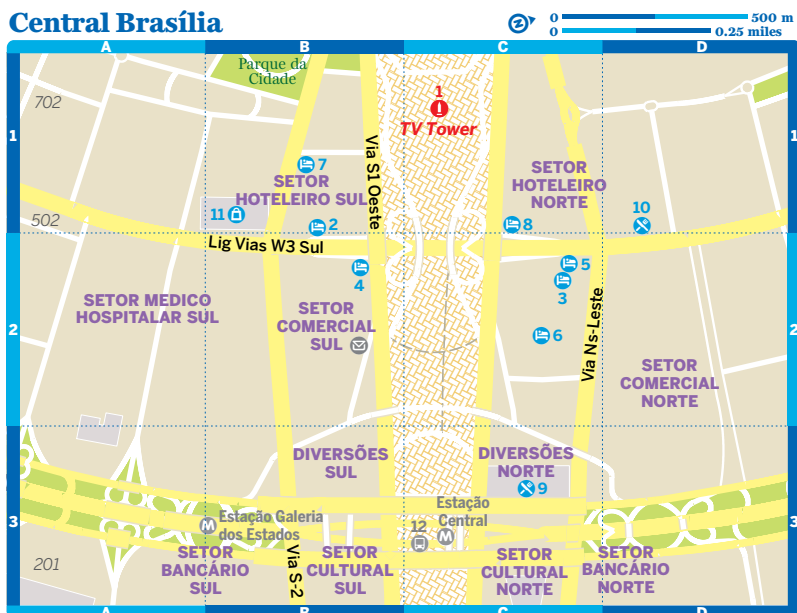 Central Brasília
0 500 m
0 0.25 miles
A B C D
Parque da
Cidade
702
1
TV Tower
1
1
Via S1 Oeste
7
SETOR
HOTELEIRO SUL
SETOR
HOTELEIRO
NORTE
11
2
8
10
502
Lig Vias W3 Sul
4
5
3
SETOR MEDICO
HOSPITALAR SUL
SETOR
COMERCIAL
SUL
6
Via Ns-Leste
2
2
SETOR
COMERCIAL
NORTE
DIVERSÕES
SUL
DIVERSÕES
NORTE
9
Estação Galeria
dos Estados
M
Estação
Central
12
M
3
3
SETOR
BANCÁRIO
SUL
Via S-2
SETOR
CULTURAL
SUL
SETOR
CULTURAL
NORTE
SETOR
BANCÁRIO
NORTE
201
A B C D